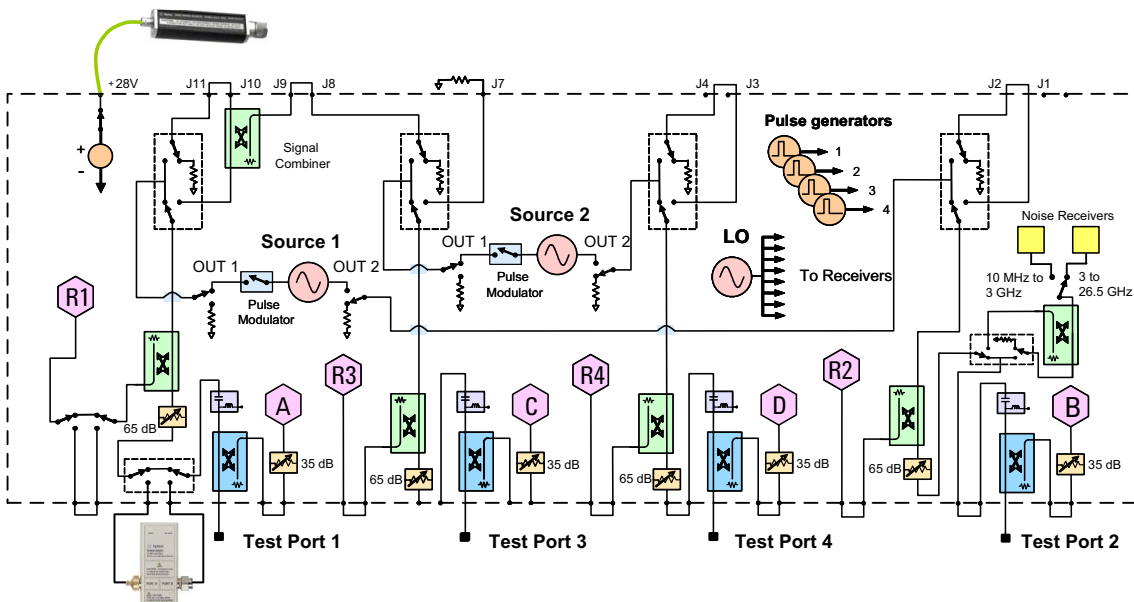 +28V
J11
J10
J9
J8
J7
J4
J3
J2
J1
+
-
Signal
Combiner
Pulse generators
1
2
3
4
Source 1
OUT 1
OUT 2
Pulse
Modulator
Source 2
OUT 1
OUT 2
Pulse
Modulator
LO
To Receivers
Noise Receivers
10 MHz to
3 GHz
3 to
26.5 GHz
R1
R3
R4
R2
A
C
D
B
65 dB
35 dB
65 dB
35 dB
65 dB
35 dB
65 dB
35 dB
Test Port 1
Test Port 3
Test Port 4
Test Port 2
Agilent
PORT A
PORT B